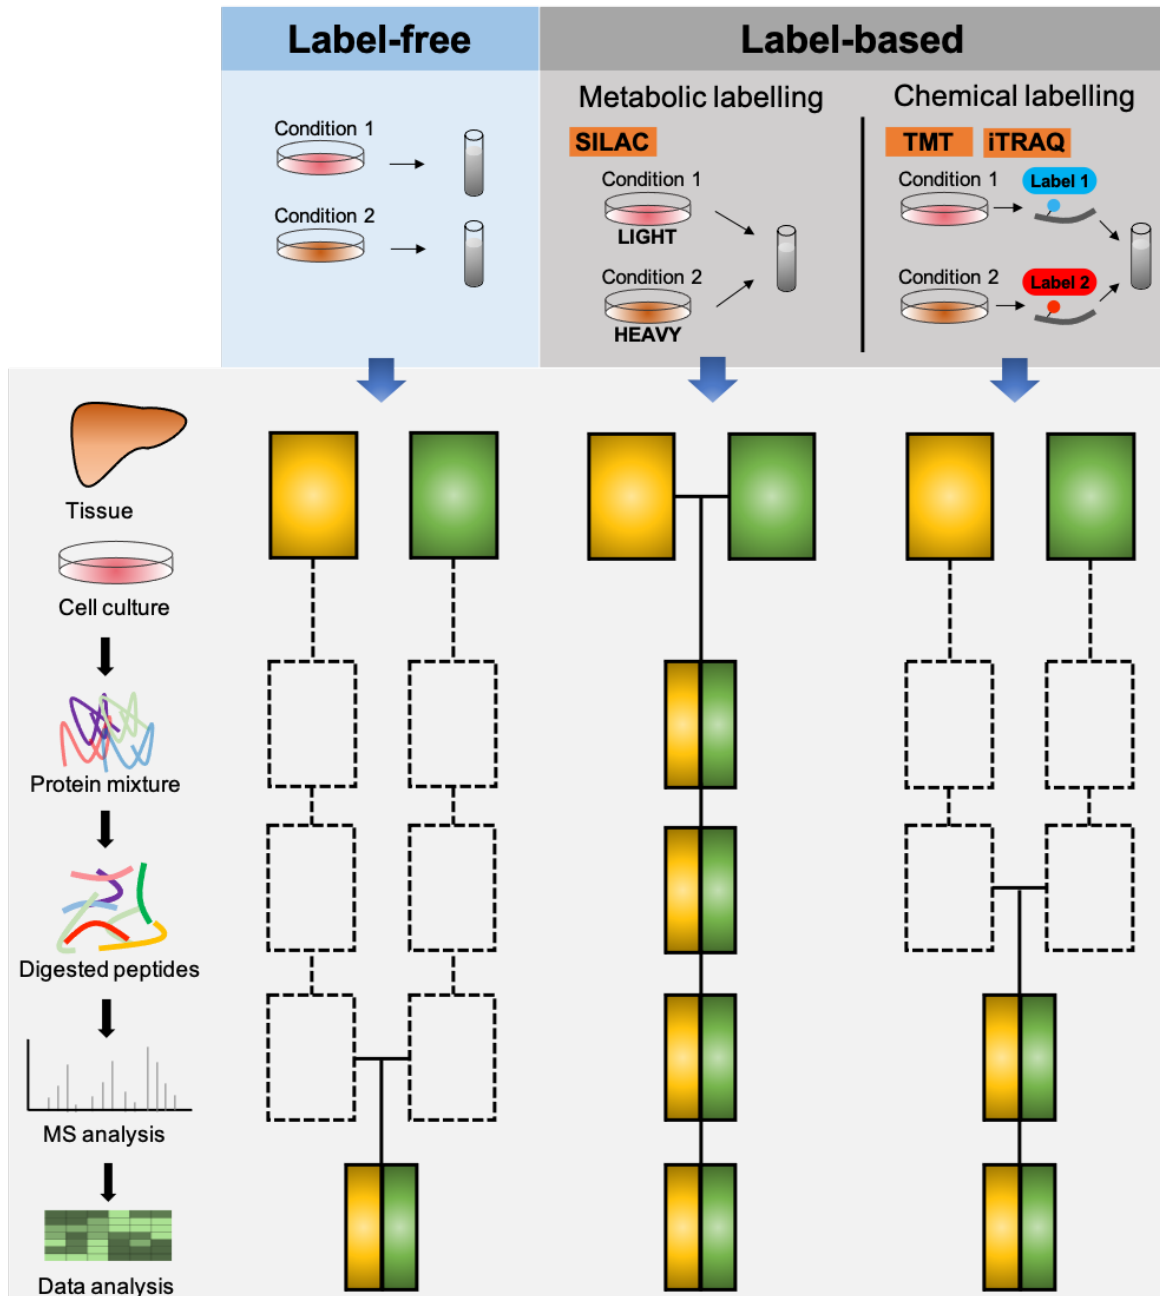 Label-free
Label-based
Condition 1
Condition 2
Metabolic labelling
SILAC
Condition 1
LIGHT
Condition 2
HEAVY
Chemical labelling
TMT
iTRAQ
Condition 1
Label 1
Condition 2
Label 2
Tissue
Cell culture
Protein mixture
Digested peptides
MS analysis
Data analysis